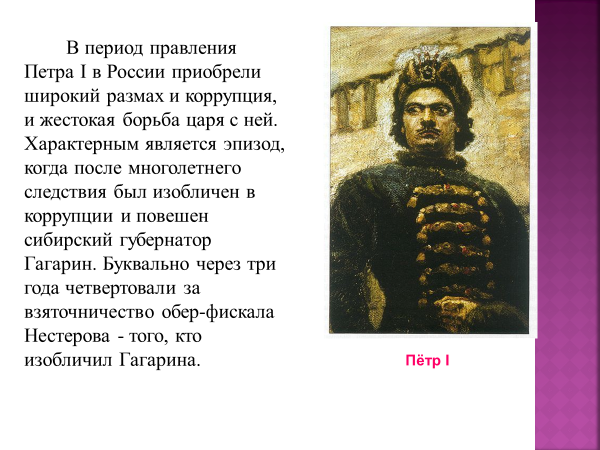 В период правления
Петра I в России приобрели
широкий размах и коррупция,
и жестокая борьба царя с ней.
Характерным является эпизод,
когда после многолетнего
следствия был изобличен в
коррупции и повешен
сибирский губернатор
Гагарин. Буквально через три
года четвертовали за
взяточничество обер-фискала
Нестерова - того, кто
изобличил Гагарина.
Пётр I